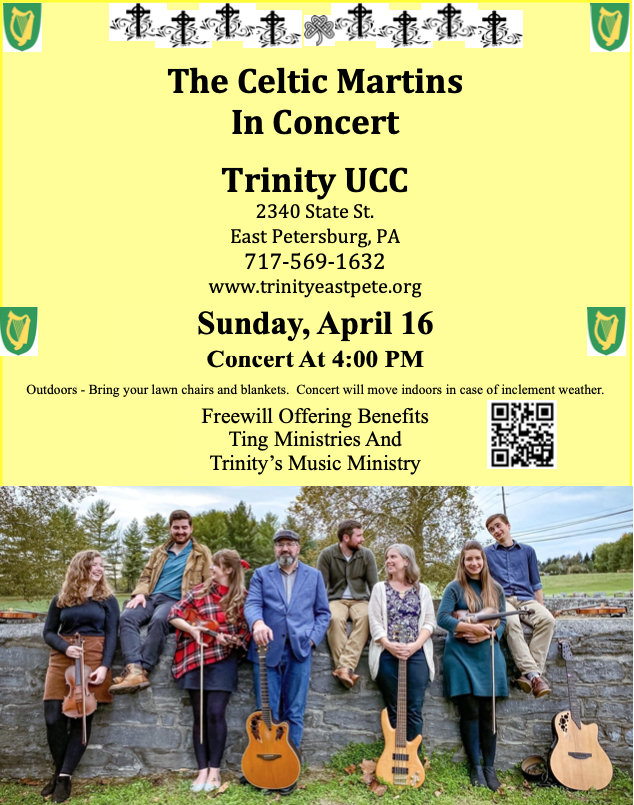 The Celtic Martins
In Concert
Trinity UCC
2340 State St.
East Petersburg, PA
717-569-1632
www.trinityeastpete.org
Sunday, April 16
Concert At 4:00 PM
Outdoors - Bring your lawn chairs and blankets.  Concert will move indoors in case of inclement weather.
Freewill Offering Benefits
Ting Ministries And
Trinity's Music Ministry